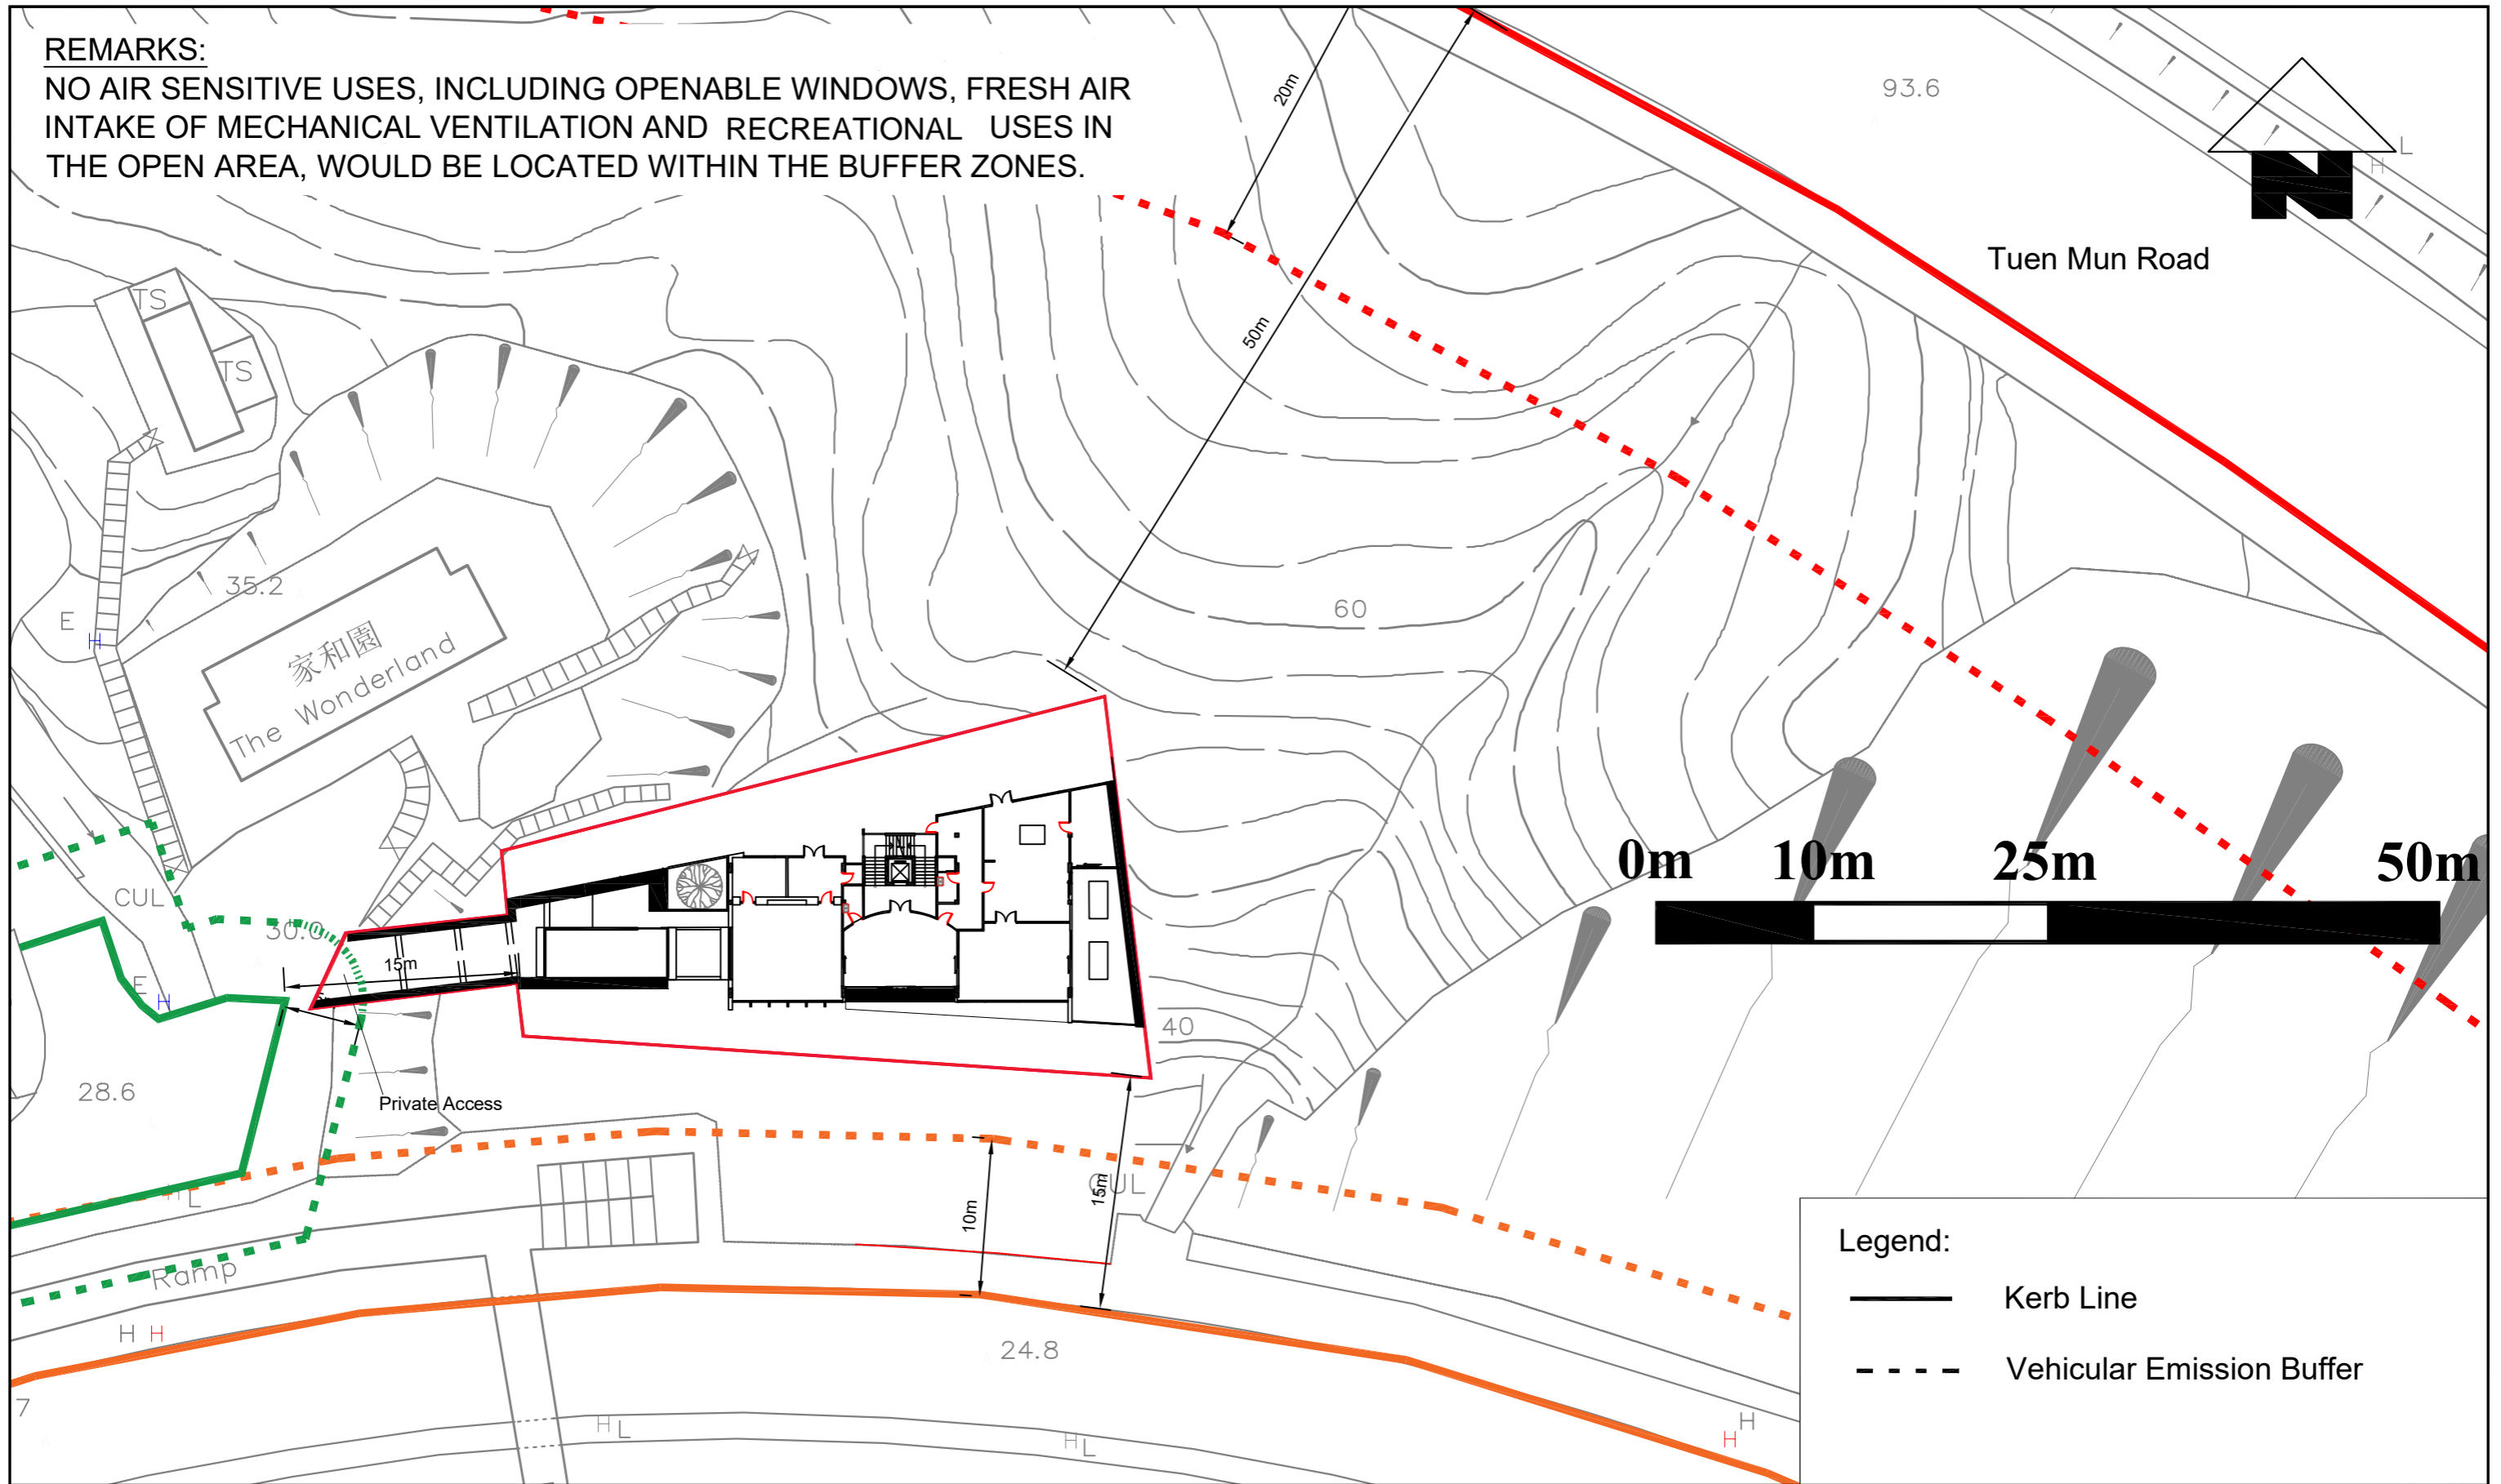 REMARKS:
NO AIR SENSITIVE USES, INCLUDING OPENABLE WINDOWS, FRESH AIR
INTAKE OF MECHANICAL VENTILATION AND RECREATIONAL USES IN
THE OPEN AREA, WOULD BE LOCATED WITHIN THE BUFFER ZONES.
20m
93.6
L
H
N
Tuen Mun Road
TS
TS
50m
35.2
E
H
家和園
The Wonderland
60
0m 10m 25m 50m
CUL
30.0
15m
E
H
40
28.6
Private Access
H L
CUL
15m
10m
Ramp
H H
24.8
7
H L
H L
H
H
Legend:
Kerb Line
Vehicular Emission Buffer